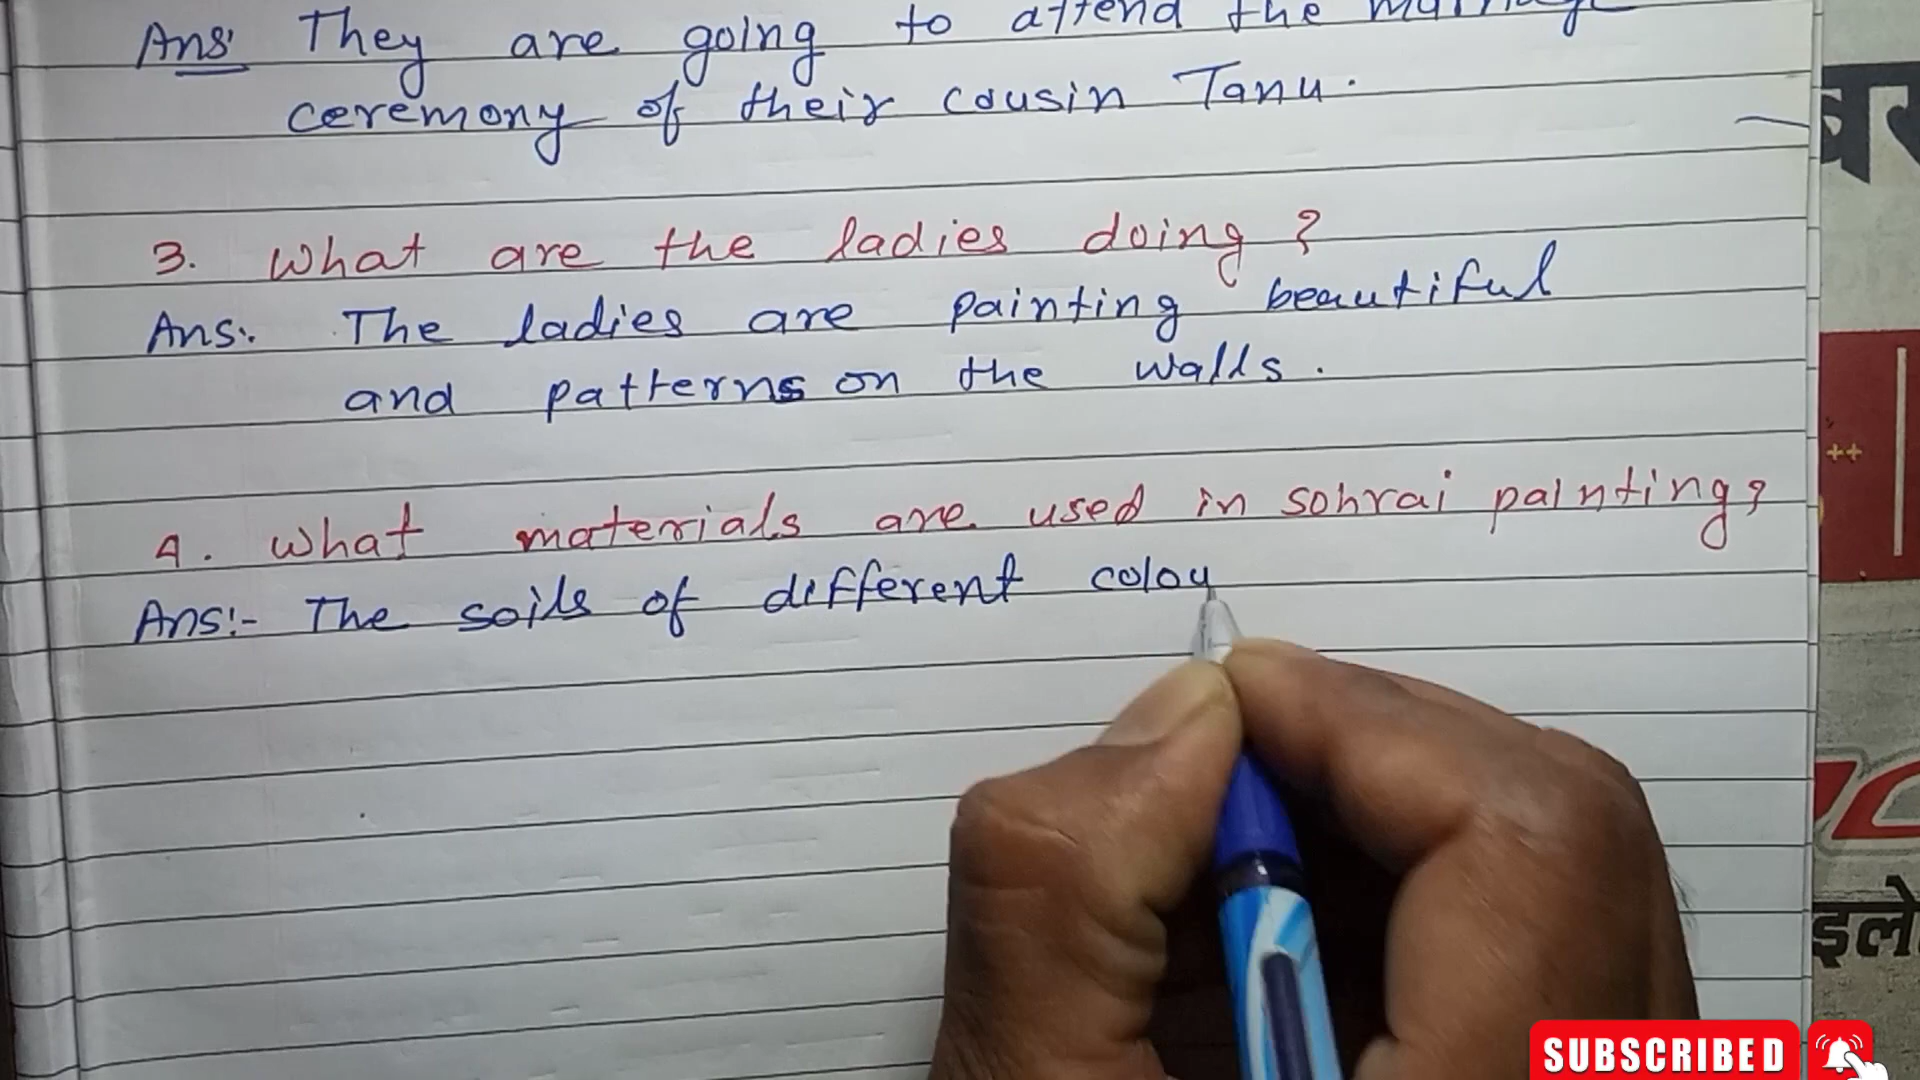 Ans: They are going to attend the marriage
ceremony of their cousin Tanu.
3. What are the ladies doing?
Ans:. The ladies are painting beautiful
and patterns on the walls.
4. What materials are used in sohrai painting?
Ans:- The soils of different colou
++
इले
SUBSCRIBED